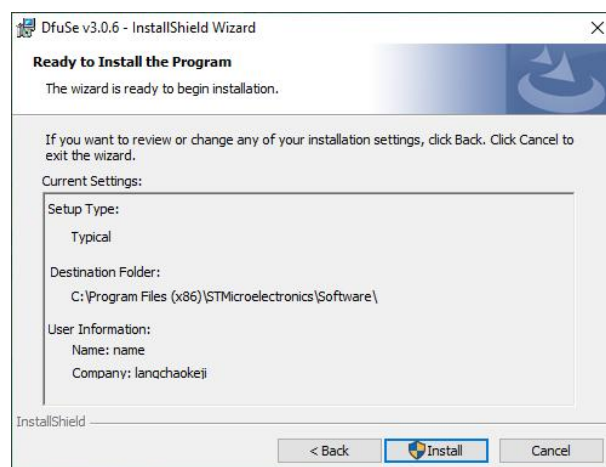 DfuSe v3.0.6 - InstallShield Wizard
Ready to Install the Program
The wizard is ready to begin installation.
If you want to review or change any of your installation settings, click Back. Click Cancel to
exit the wizard.
Current Settings:
Setup Type:
Typical
Destination Folder:
C:\Program Files (x86)\STMicroelectronics\Software\
User Information:
Name: name
Company: langchaokeji
InstallShield
< Back
Install
Cancel